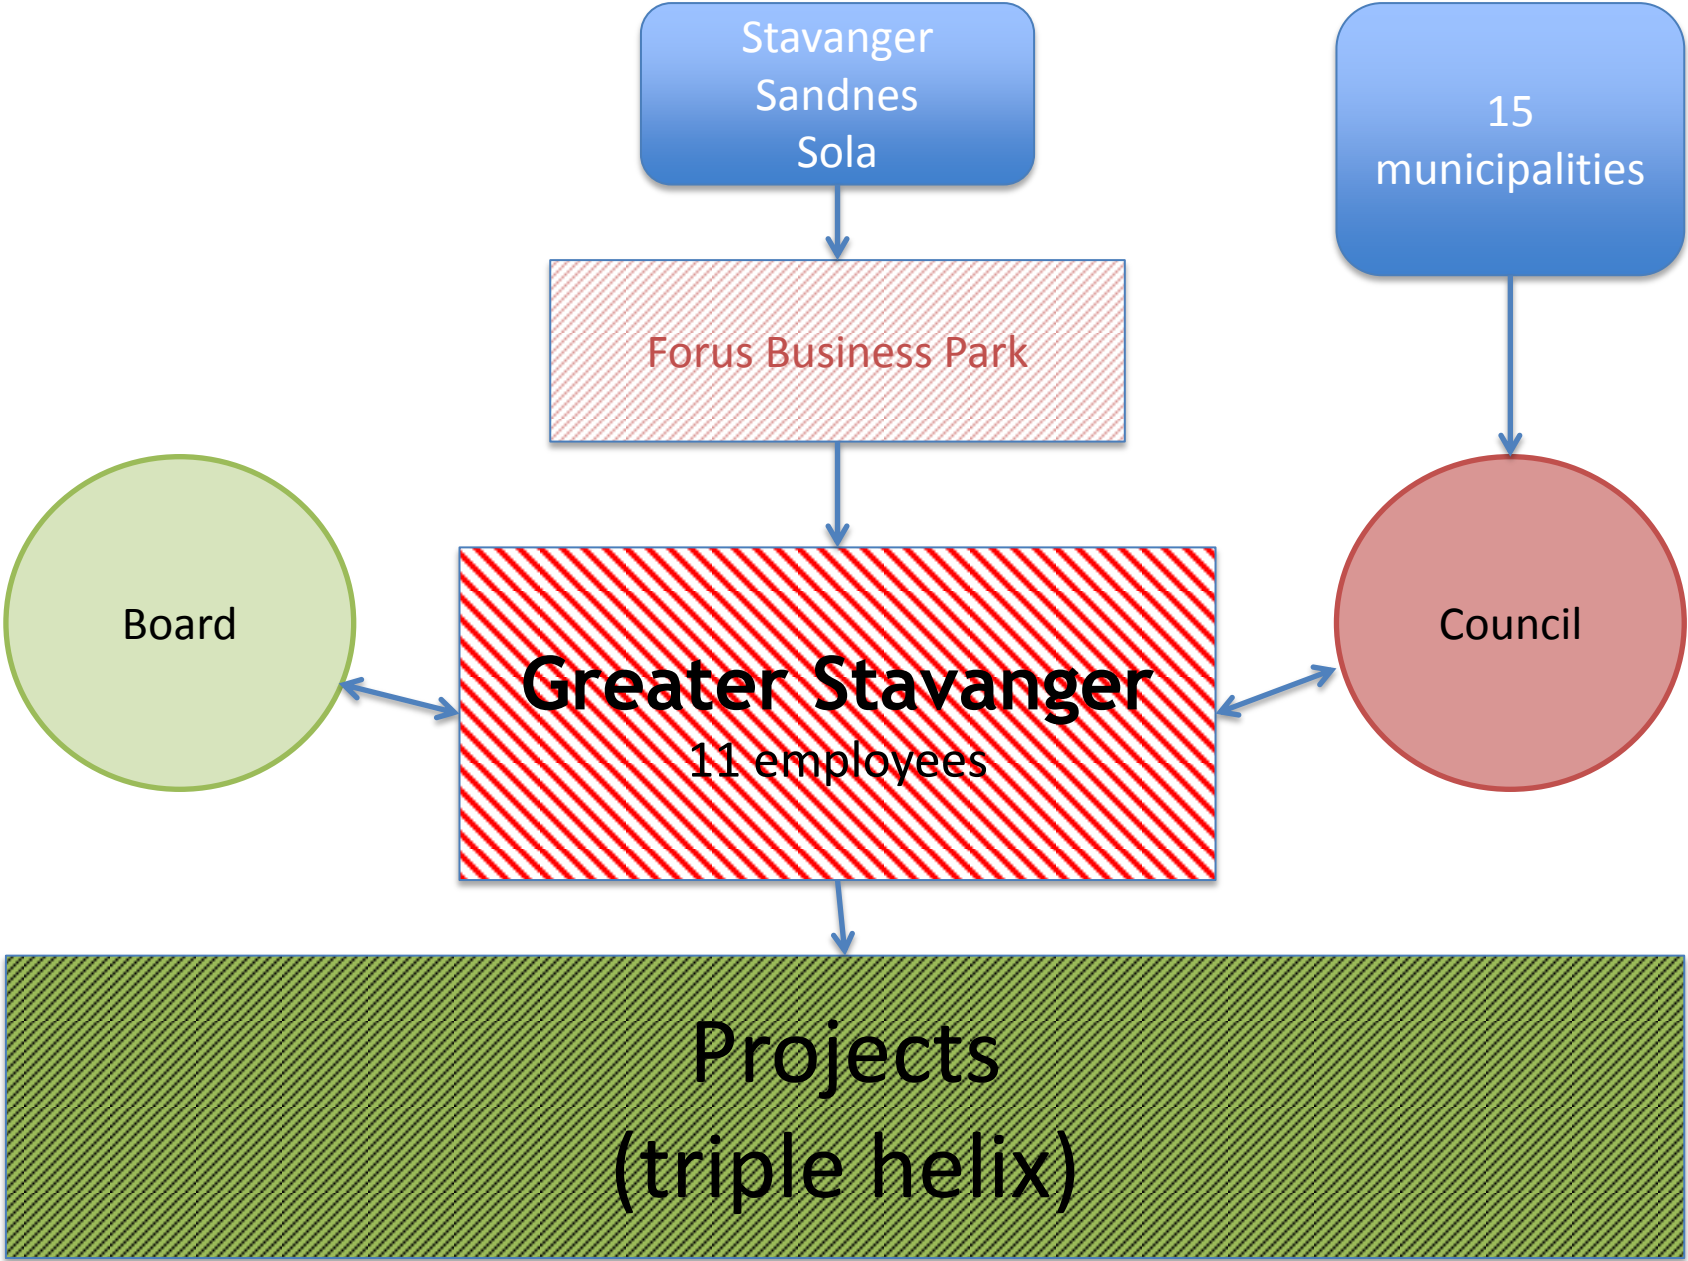 Stavanger
Sandnes
Sola
15
municipalities
Forus Business Park
Board
Greater Stavanger
11 employees
Council
Projects
(triple helix)